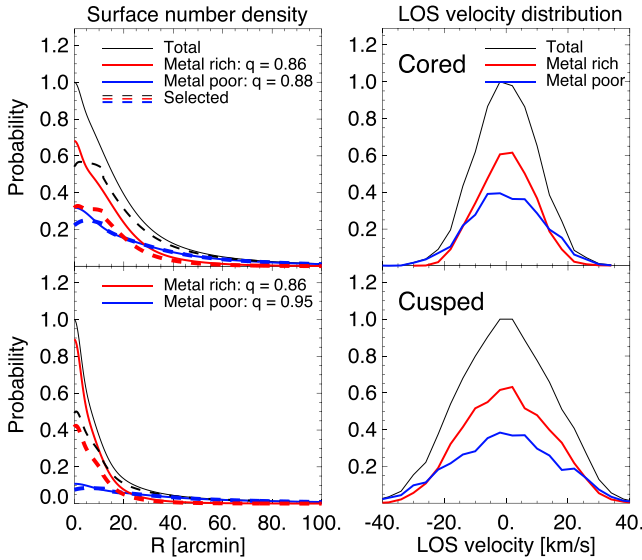 Surface number density
LOS velocity distribution
Probability
1.2
1.0
0.8
0.6
0.4
0.2
Total
Metal rich: q = 0.86
Metal poor: q = 0.88
Selected
1.2
1.0
0.8
0.6
0.4
0.2
Cored
Total
Metal rich
Metal poor
Probability
1.2
1.0
0.8
0.6
0.4
0.2
0.0
Metal rich: q = 0.86
Metal poor: q = 0.95
0. 20. 40. 60. 80. 100.
R [arcmin]
1.2
1.0
0.8
0.6
0.4
0.2
Cusped
-40. -20. 0. 20. 40.
LOS velocity [km/s]